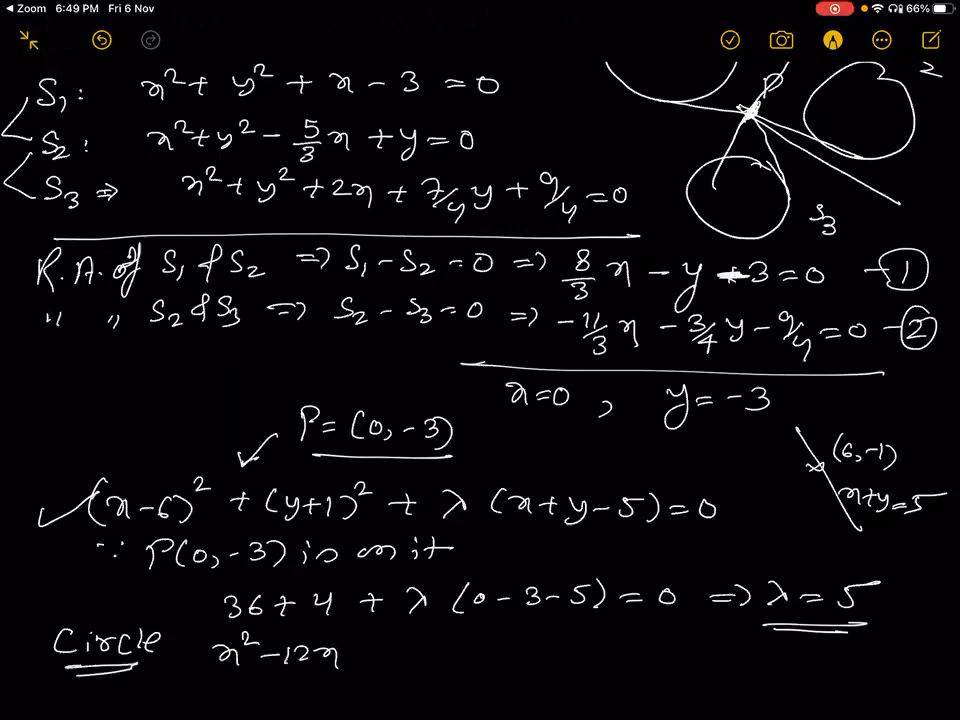 ◀ Zoom 6:49 PM Fri 6 Nov 66%
S₁ : x² + y² + x - 3 = 0
S₂ : x² + y² - 5/3 x + y = 0
S₃ ⇒ x² + y² + 2x + 7/4 y + 9/4 = 0
P
2
S₃
R.A. of S₁ & S₂ ⇒ S₁ - S₂ = 0 ⇒ 8/3 x - y - 3 = 0 - ①
" " S₂ & S₃ ⇒ S₂ - S₃ = 0 ⇒ - 11/3 x - 3/4 y - 9/4 = 0 - ②
x = 0 , y = -3
P = (0, -3)
(6, -1)
x + y = 5
(x - 6)² + (y + 1)² + λ (x + y - 5) = 0
∵ P(0, -3) is on it
36 + 4 + λ (0 - 3 - 5) = 0 ⇒ λ = 5
Circle x² - 12x